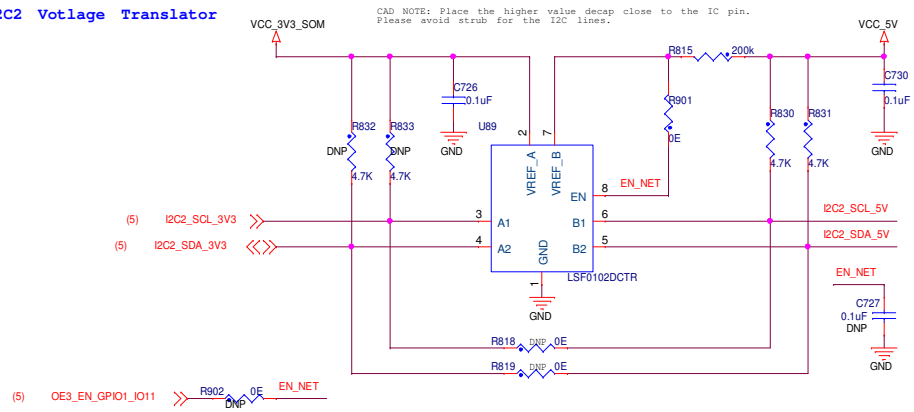 2C2 Votlage Translator
CAD NOTE: Place the higher value decap close to the IC pin.
Please avoid strub for the I2C lines.
VCC_3V3_SOM
VCC_5V
R815
200k
C730
0.1uF
C726
0.1uF
R901
0E
R832
DNP
4.7K
R833
DNP
4.7K
U89
R830
4.7K
R831
4.7K
GND
GND
2
7
VREF_A
VREF_B
EN
8
EN_NET
(5)
I2C2_SCL_3V3
3
A1
B1
6
I2C2_SCL_5V
(5)
I2C2_SDA_3V3
4
A2
B2
5
I2C2_SDA_5V
GND
1
LSF0102DCTR
GND
EN_NET
C727
0.1uF
DNP
GND
R818
DNP
0E
R819
DNP
0E
(5)
OE3_EN_GPIO1_IO11
R902
0E
DNP
EN_NET